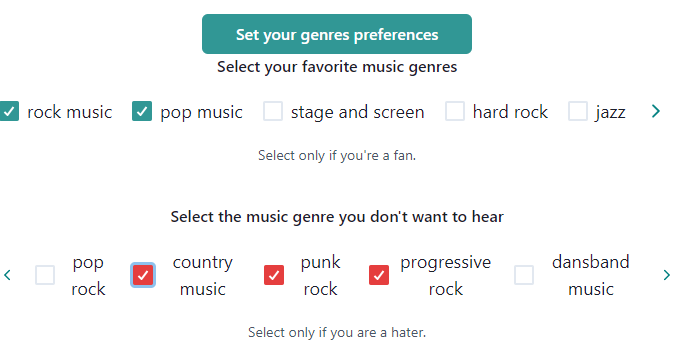 Set your genres preferences
Select your favorite music genres
rock music pop music stage and screen hard rock jazz
Select only if you're a fan.
Select the music genre you don't want to hear
pop rock country music punk rock progressive rock dansband music
Select only if you are a hater.